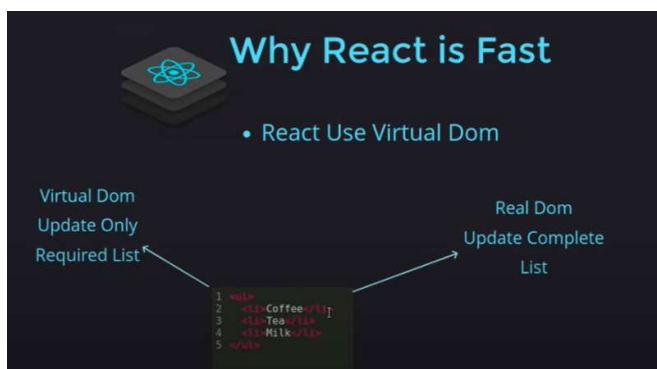 Why React is Fast
• React Use Virtual Dom
Virtual Dom
Update Only
Required List
Real Dom
Update Complete
List
1 <ul>
2 <li>Coffee</li>
3 <li>Tea</li>
4 <li>Milk</li>
5 </ul>